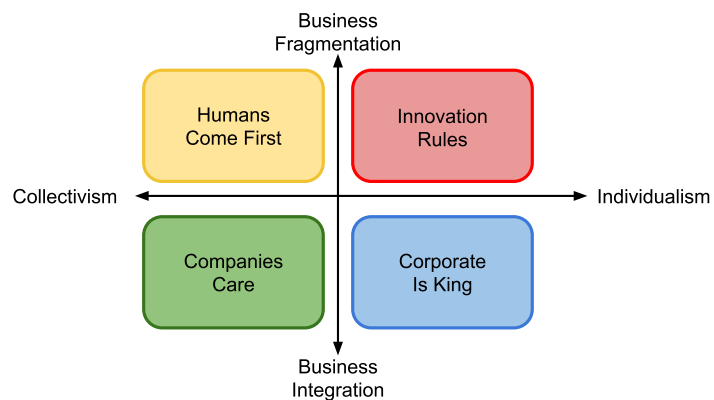 Business
Fragmentation
Humans
Come First
Innovation
Rules
Collectivism
Individualism
Companies
Care
Corporate
Is King
Business
Integration